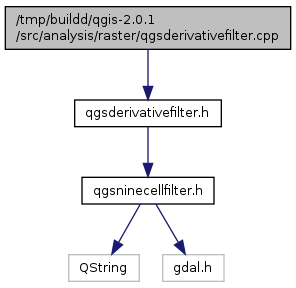 /tmp/buildd/qgis-2.0.1
/src/analysis/raster/qgsderivativefilter.cpp
qgsderivativefilter.h
qgsninecellfilter.h
QString
gdal.h